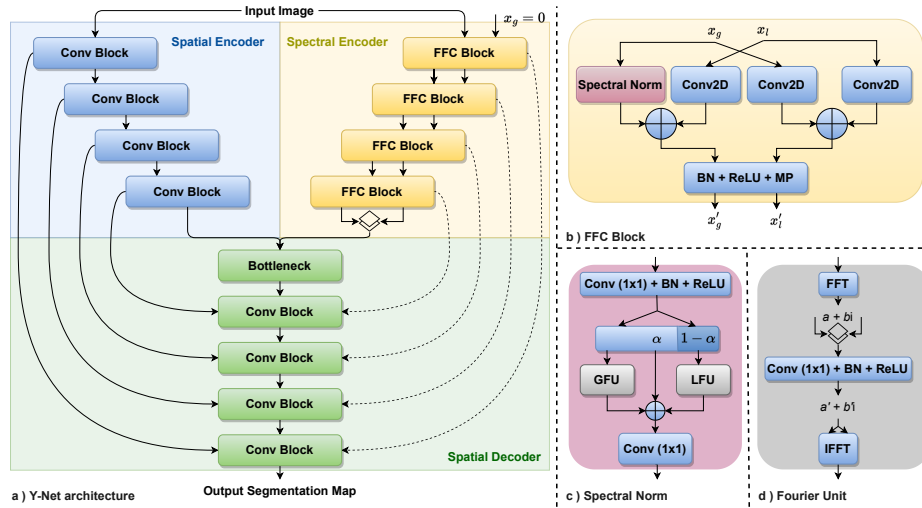 Input Image
x_g = 0
Spatial Encoder
Spectral Encoder
Conv Block
FFC Block
Conv Block
FFC Block
Conv Block
FFC Block
Conv Block
FFC Block
Bottleneck
Conv Block
Conv Block
Conv Block
Conv Block
Spatial Decoder
a ) Y-Net architecture
Output Segmentation Map
x_g
x_l
Spectral Norm
Conv2D
Conv2D
Conv2D
BN + ReLU + MP
x'_g
x'_l
b ) FFC Block
Conv (1x1) + BN + ReLU
α
1 − α
GFU
LFU
Conv (1x1)
c ) Spectral Norm
FFT
a + bi
Conv (1x1) + BN + ReLU
a' + b'i
IFFT
d ) Fourier Unit